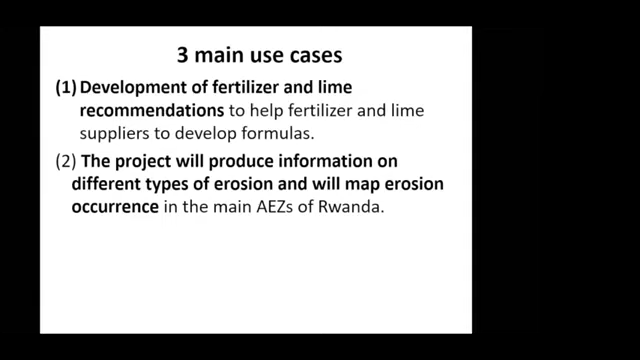 3 main use cases
(1) Development of fertilizer and lime
recommendations to help fertilizer and lime
suppliers to develop formulas.
(2) The project will produce information on
different types of erosion and will map erosion
occurrence in the main AEZs of Rwanda.